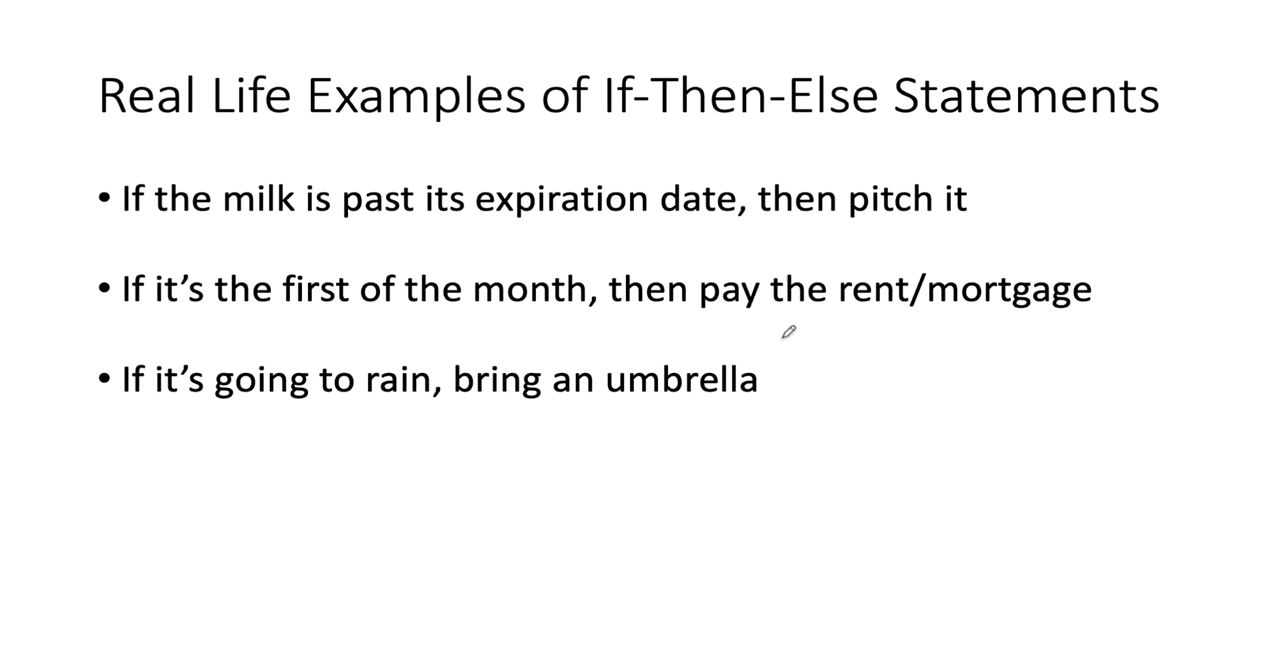 Real Life Examples of If-Then-Else Statements
• If the milk is past its expiration date, then pitch it
• If it’s the first of the month, then pay the rent/mortgage
• If it’s going to rain, bring an umbrella